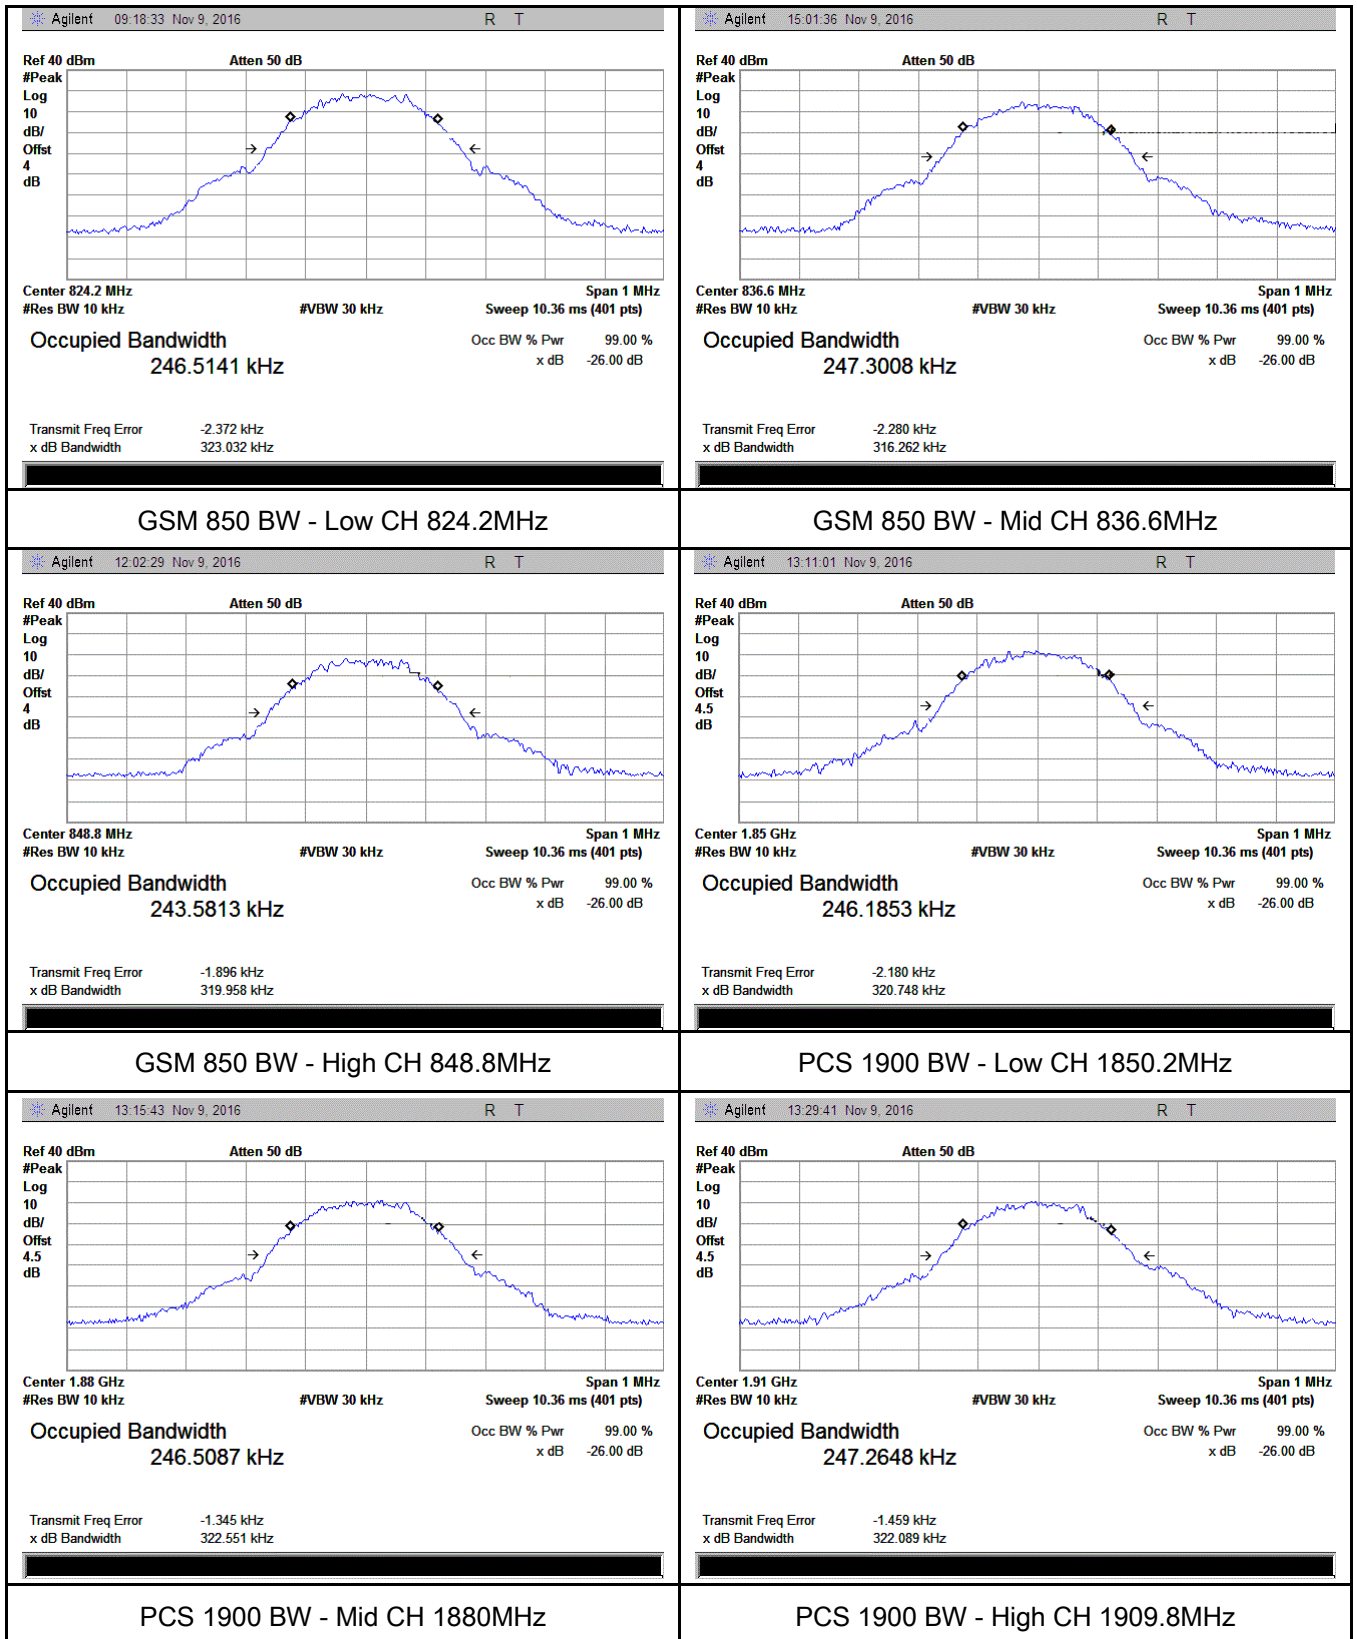 Agilent 09:18:33 Nov 9, 2016 R T
Ref 40 dBm Atten 50 dB
#Peak
Log
10
dB/
Offst
4
dB
Center 824.2 MHz Span 1 MHz
#Res BW 10 kHz #VBW 30 kHz Sweep 10.36 ms (401 pts)
Occupied Bandwidth Occ BW % Pwr 99.00 %
246.5141 kHz x dB -26.00 dB
Transmit Freq Error -2.372 kHz
x dB Bandwidth 323.032 kHz
GSM 850 BW - Low CH 824.2MHz
Agilent 15:01:36 Nov 9, 2016 R T
Ref 40 dBm Atten 50 dB
#Peak
Log
10
dB/
Offst
4
dB
Center 836.6 MHz Span 1 MHz
#Res BW 10 kHz #VBW 30 kHz Sweep 10.36 ms (401 pts)
Occupied Bandwidth Occ BW % Pwr 99.00 %
247.3008 kHz x dB -26.00 dB
Transmit Freq Error -2.280 kHz
x dB Bandwidth 316.262 kHz
GSM 850 BW - Mid CH 836.6MHz
Agilent 12:02:29 Nov 9, 2016 R T
Ref 40 dBm Atten 50 dB
#Peak
Log
10
dB/
Offst
4
dB
Center 848.8 MHz Span 1 MHz
#Res BW 10 kHz #VBW 30 kHz Sweep 10.36 ms (401 pts)
Occupied Bandwidth Occ BW % Pwr 99.00 %
243.5813 kHz x dB -26.00 dB
Transmit Freq Error -1.896 kHz
x dB Bandwidth 319.958 kHz
GSM 850 BW - High CH 848.8MHz
Agilent 13:11:01 Nov 9, 2016 R T
Ref 40 dBm Atten 50 dB
#Peak
Log
10
dB/
Offst
4.5
dB
Center 1.85 GHz Span 1 MHz
#Res BW 10 kHz #VBW 30 kHz Sweep 10.36 ms (401 pts)
Occupied Bandwidth Occ BW % Pwr 99.00 %
246.1853 kHz x dB -26.00 dB
Transmit Freq Error -2.180 kHz
x dB Bandwidth 320.748 kHz
PCS 1900 BW - Low CH 1850.2MHz
Agilent 13:15:43 Nov 9, 2016 R T
Ref 40 dBm Atten 50 dB
#Peak
Log
10
dB/
Offst
4.5
dB
Center 1.88 GHz Span 1 MHz
#Res BW 10 kHz #VBW 30 kHz Sweep 10.36 ms (401 pts)
Occupied Bandwidth Occ BW % Pwr 99.00 %
246.5087 kHz x dB -26.00 dB
Transmit Freq Error -1.345 kHz
x dB Bandwidth 322.551 kHz
PCS 1900 BW - Mid CH 1880MHz
Agilent 13:29:41 Nov 9, 2016 R T
Ref 40 dBm Atten 50 dB
#Peak
Log
10
dB/
Offst
4.5
dB
Center 1.91 GHz Span 1 MHz
#Res BW 10 kHz #VBW 30 kHz Sweep 10.36 ms (401 pts)
Occupied Bandwidth Occ BW % Pwr 99.00 %
247.2648 kHz x dB -26.00 dB
Transmit Freq Error -1.459 kHz
x dB Bandwidth 322.089 kHz
PCS 1900 BW - High CH 1909.8MHz